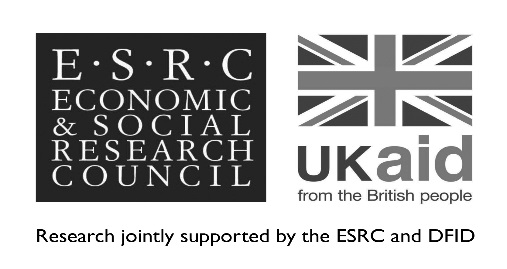 E·S·R·C
ECONOMIC
& SOCIAL
RESEARCH
COUNCIL
UKaid
from the British people
Research jointly supported by the ESRC and DFID